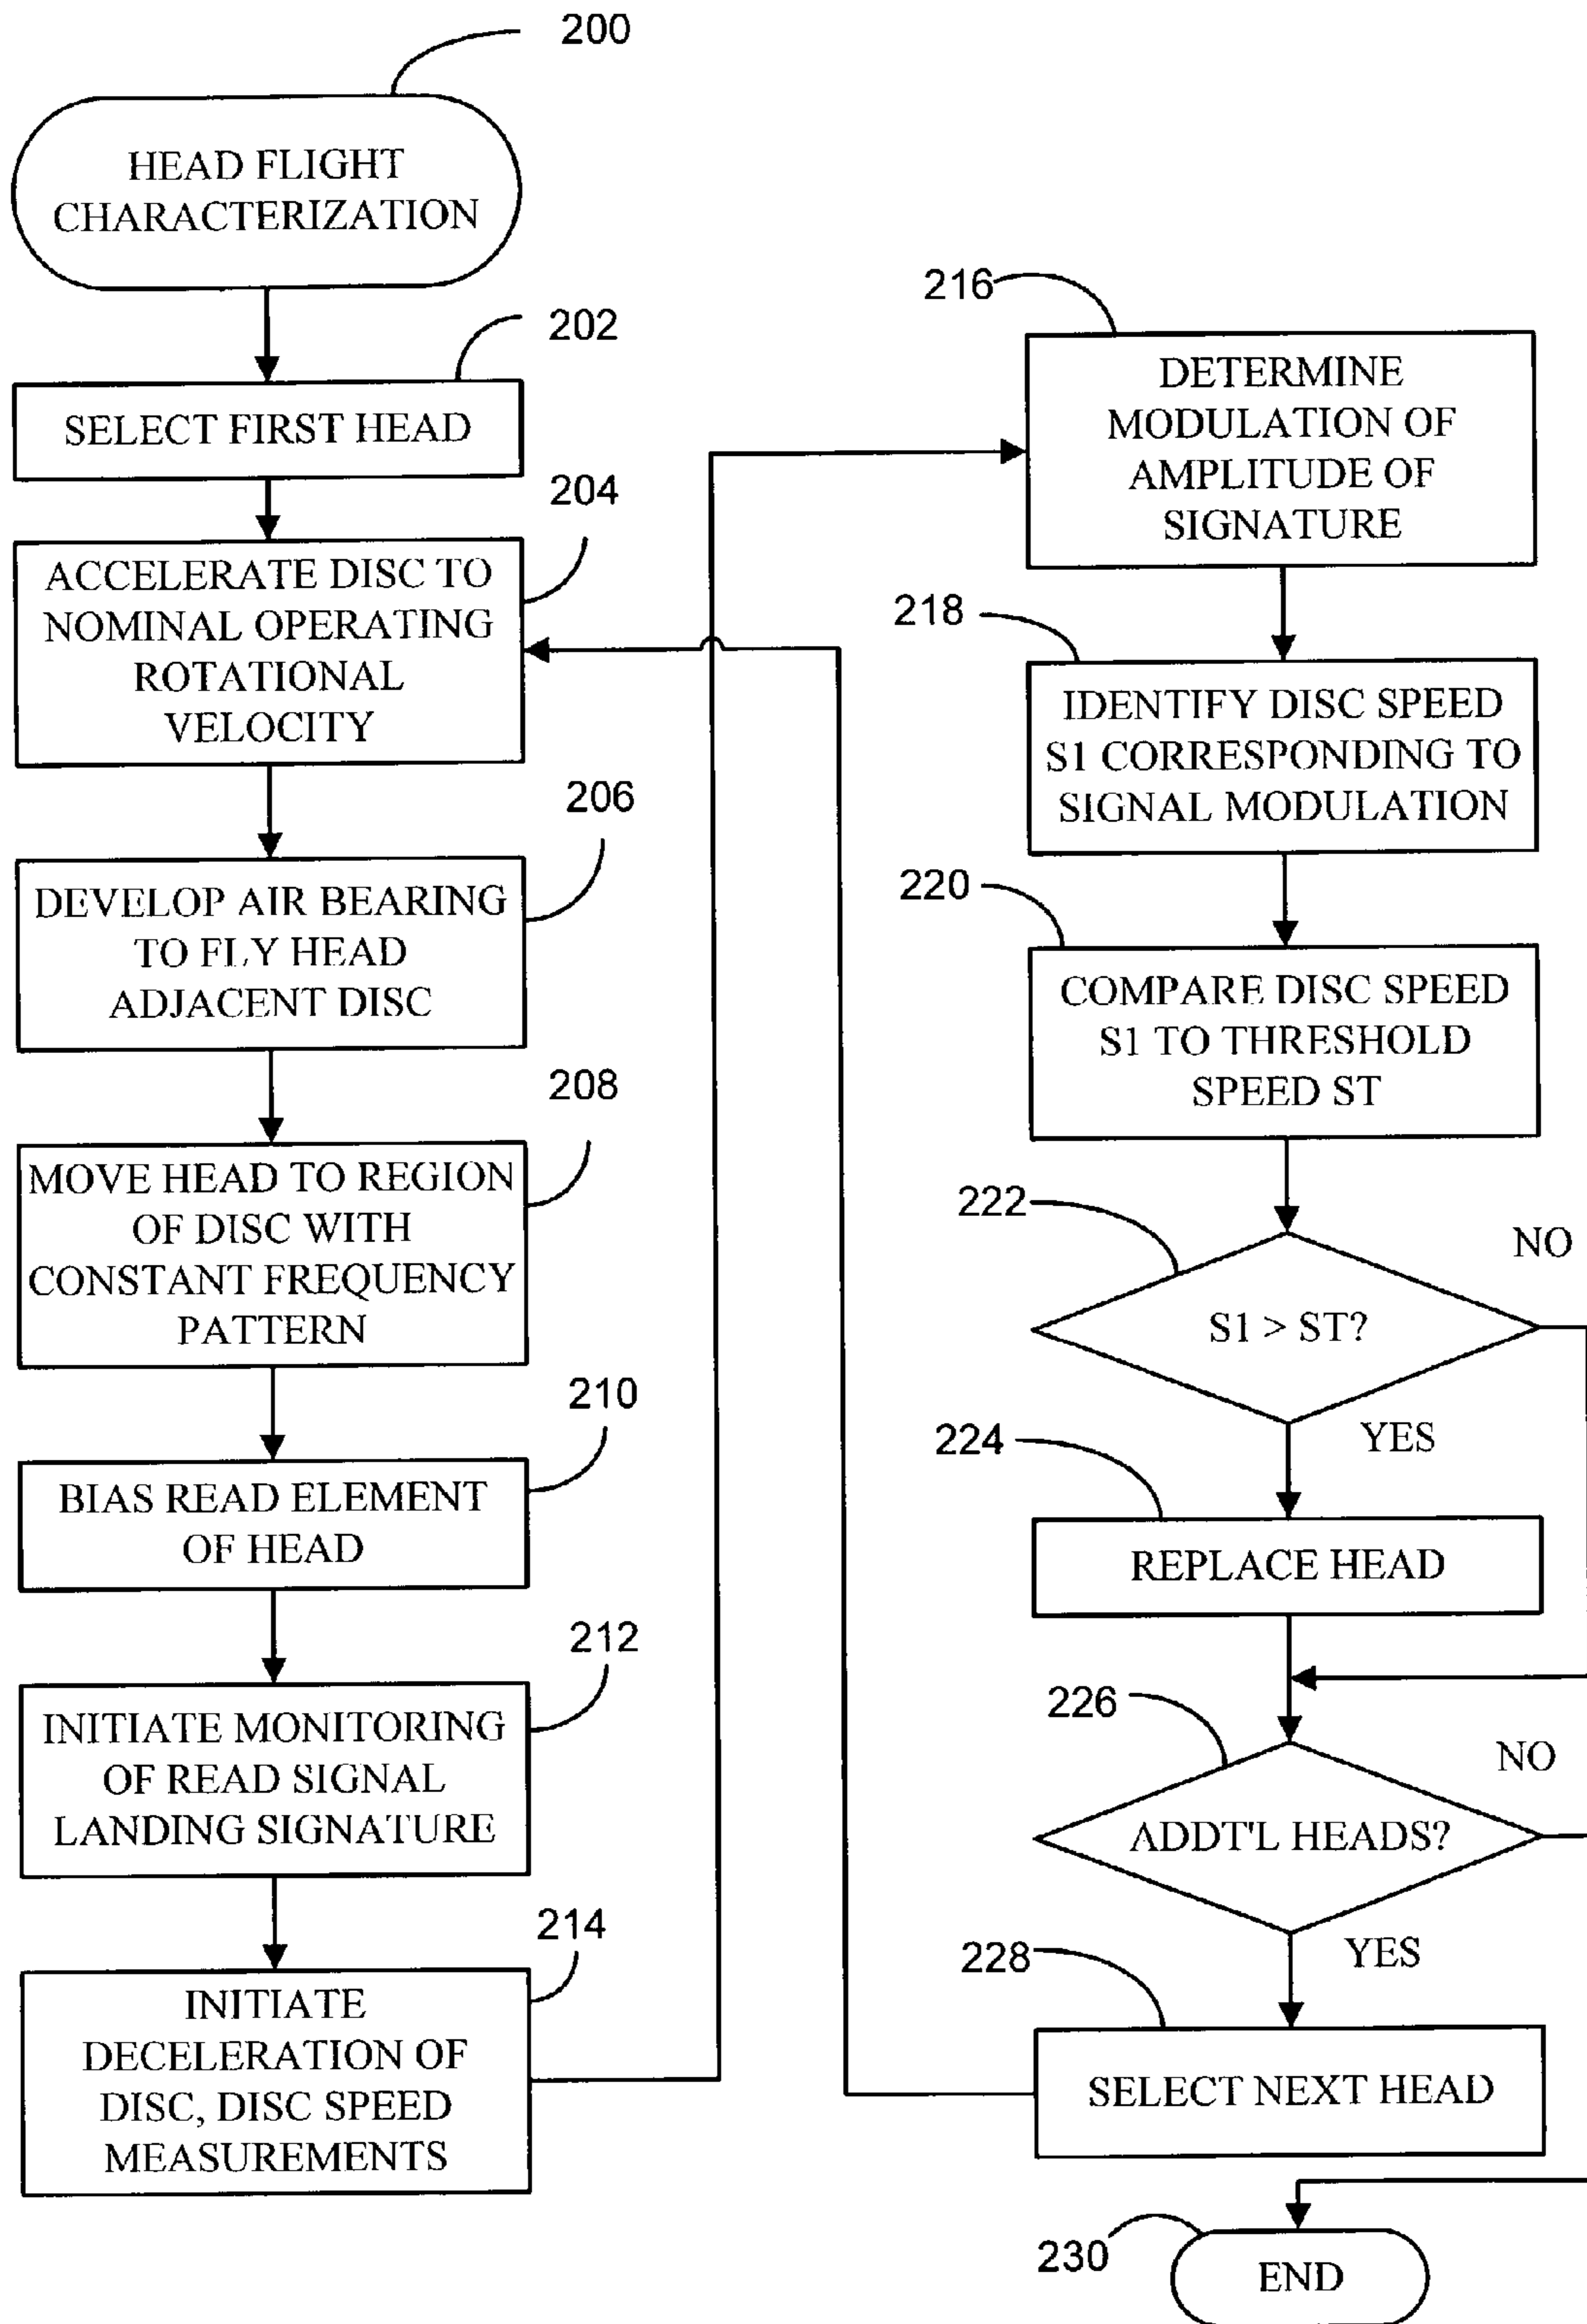 200
HEAD FLIGHT
CHARACTERIZATION
202
SELECT FIRST HEAD
204
ACCELERATE DISC TO
NOMINAL OPERATING
ROTATIONAL
VELOCITY
206
DEVELOP AIR BEARING
TO FLY HEAD
ADJACENT DISC
208
MOVE HEAD TO REGION
OF DISC WITH
CONSTANT FREQUENCY
PATTERN
210
BIAS READ ELEMENT
OF HEAD
212
INITIATE MONITORING
OF READ SIGNAL
LANDING SIGNATURE
214
INITIATE
DECELERATION OF
DISC, DISC SPEED
MEASUREMENTS
216
DETERMINE
MODULATION OF
AMPLITUDE OF
SIGNATURE
218
IDENTIFY DISC SPEED
S1 CORRESPONDING TO
SIGNAL MODULATION
220
COMPARE DISC SPEED
S1 TO THRESHOLD
SPEED ST
222
NO
S1 > ST?
YES
224
REPLACE HEAD
226
NO
ADDT'L HEADS?
YES
228
SELECT NEXT HEAD
230
END